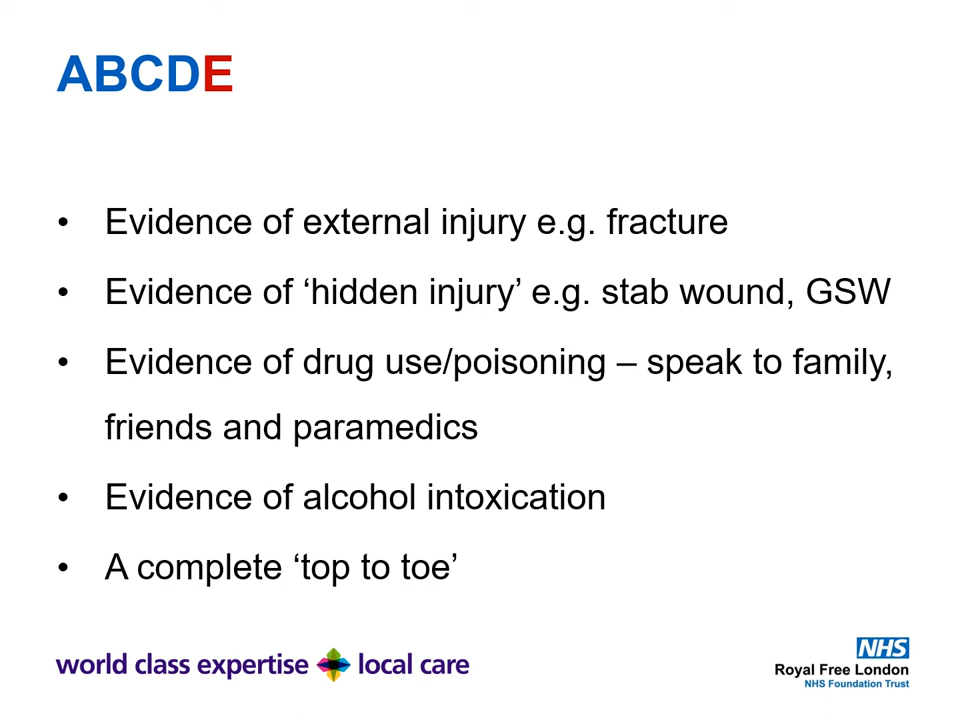 ABCDE
• Evidence of external injury e.g. fracture
• Evidence of ‘hidden injury’ e.g. stab wound, GSW
• Evidence of drug use/poisoning – speak to family,
friends and paramedics
• Evidence of alcohol intoxication
• A complete ‘top to toe’
world class expertise local care
NHS
Royal Free London
NHS Foundation Trust